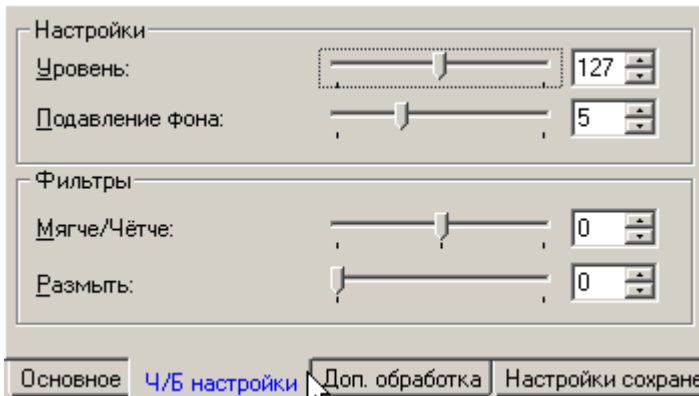 Настройки
Уровень: 127
Подавление фона: 5
Фильтры
Мягче/Чётче: 0
Размыть: 0
Основное Ч/Б настройки Доп. обработка Настройки сохране